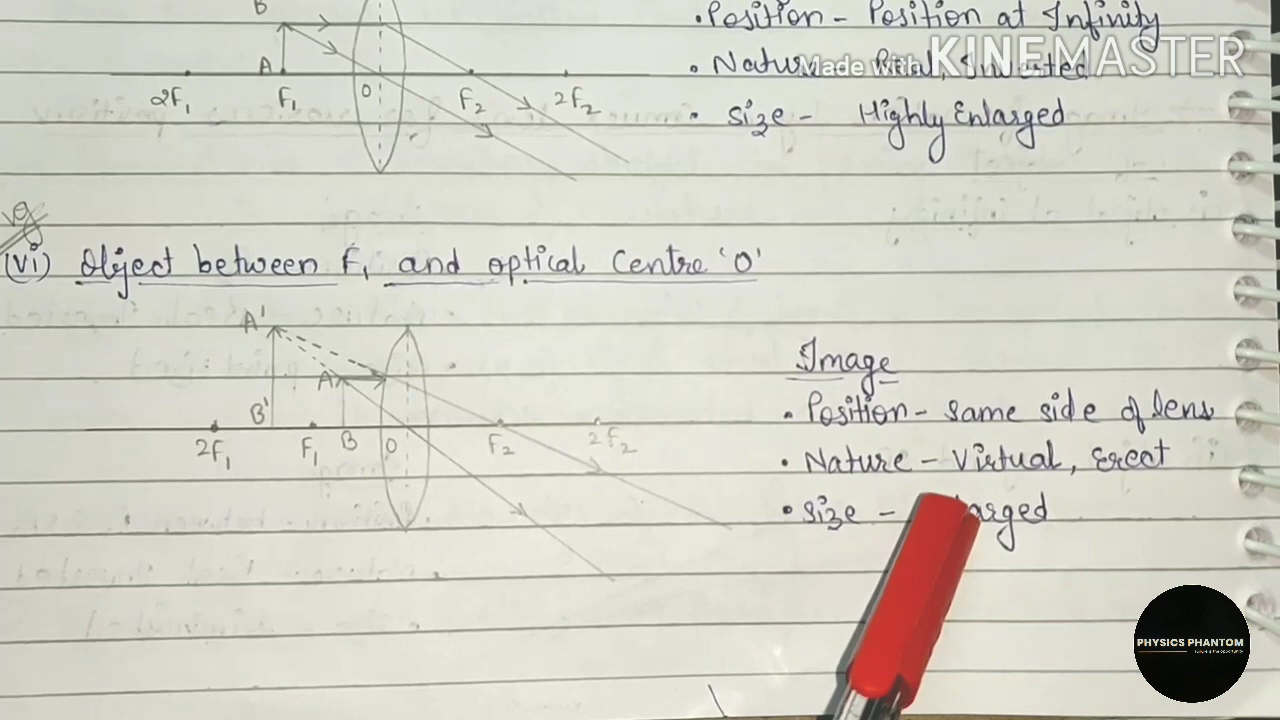 B
• Position - Position at Infinity
A
• Nature - Real, Inverted
Made with KINEMASTER
2F₁ F₁ O F₂ 2F₂
• Size - Highly Enlarged
(vi) Object between F₁ and optical Centre 'O'
A'
A
Image
B'
• Position - same side of lens
2F₁ F₁ B O F₂ 2F₂
• Nature - Virtual, Erect
• Size -
PHYSICS PHANTOM